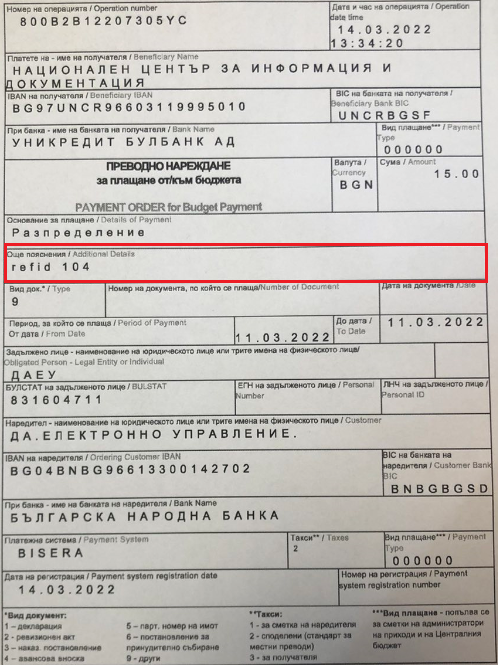 Номер на операцията / Operation number
800B2B12207305YC
Дата и час на операцията / Operation date time
14.03.2022
13:34:20
Платете на - име на получателя / Beneficiary Name
НАЦИОНАЛЕН ЦЕНТЪР ЗА ИНФОРМАЦИЯ И
ДОКУМЕНТАЦИЯ
IBAN на получателя / Beneficiary IBAN
BG97UNCR96603119995010
BIC на банката на получателя /
Beneficiary Bank BIC
UNCRBGSF
При банка - име на банката на получателя / Bank Name
УНИКРЕДИТ БУЛБАНК АД
Вид плащане*** / Payment
Type
000000
ПРЕВОДНО НАРЕЖДАНЕ
за плащане от/към бюджета
PAYMENT ORDER for Budget Payment
Валута /
Currency
BGN
Сума / Amount
15.00
Основание за плащане / Details of Payment
Разпределение
Още пояснения / Additional Details
refid 104
Вид док.* / Type
9
Номер на документа, по който се плаща/Number of Document
Дата на документа /Date
11.03.2022
Период, за който се плаща / Period of Payment
От дата / From Date
11.03.2022
До дата /
To Date
Задължено лице - наименование на юридическото лице или трите имена на физическото лице/
Obligated Person - Legal Entity or Individual
ДАЕУ
БУЛСТАТ на задълженото лице / BULSTAT
831604711
ЕГН на задълженото лице / Personal
Number
ЛНЧ на задълженото лице /
Personal ID
Наредител - наименование на юридическото лице или трите имена на физическото лице / Customer
ДА.ЕЛЕКТРОННО УПРАВЛЕНИЕ.
IBAN на наредителя / Ordering Customer IBAN
BG04BNBG96613300142702
BIC на банката на
наредителя / Customer Bank
BIC
BNBGBGSD
При банка - име на банката на наредителя / Bank Name
БЪЛГАРСКА НАРОДНА БАНКА
Платежна система / Payment System
BISERA
Такси** / Taxes
2
Вид плащане*** / Payment
Type
000000
Дата на регистрация / Payment system registration date
14.03.2022
Номер на регистрация / Payment
system registration number
*Вид документ:
1 – декларация
2 - ревизионен акт
3 – наказ. постановление
4 – авансова вноска
5 – парт. номер на имот
6 – постановление за
принудително събиране
9 - други
**Такси:
1 - за сметка на наредителя
2 - споделени (стандарт за
местни преводи)
3 - за получателя
***Вид плащане - попълва се
за сметки на администратори
на приходи и на Централния
бюджет